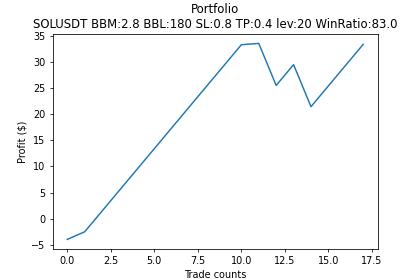 Portfolio
SOLUSDT BBM:2.8 BBL:180 SL:0.8 TP:0.4 lev:20 WinRatio:83.0
Profit ($)
35
30
25
20
15
10
5
0
−5
0.0 2.5 5.0 7.5 10.0 12.5 15.0 17.5
Trade counts